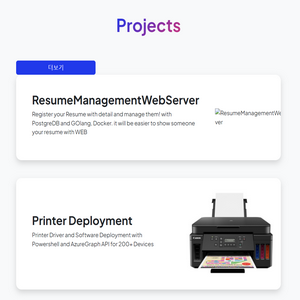 Projects
더보기
ResumeManagementWebServer
Register your Resume with detail and manage them! with
PostgreDB and GOlang, Docker. it will be easier to show someone
your resume with WEB
ResumeManagementWebSer
ver
Printer Deployment
Printer Driver and Software Deployment with
Powershell and AzureGraph API for 200+ Devices